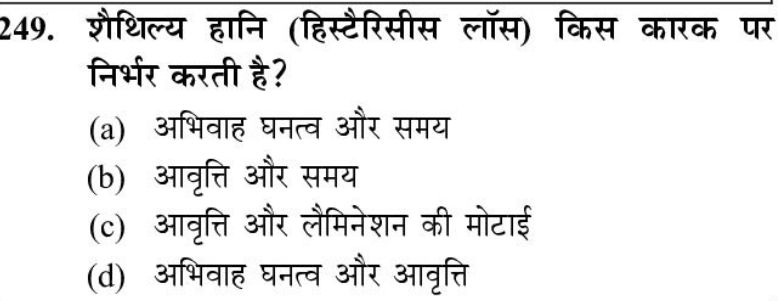 249. शैथिल्य हानि (हिस्टैरिसीस लॉस) किस कारक पर
निर्भर करती है?
(a) अभिवाह घनत्व और समय
(b) आवृत्ति और समय
(c) आवृत्ति और लैमिनेशन की मोटाई
(d) अभिवाह घनत्व और आवृत्ति